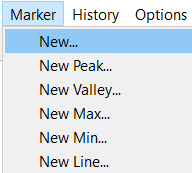 Marker History Options
New...
New Peak...
New Valley...
New Max...
New Min...
New Line...